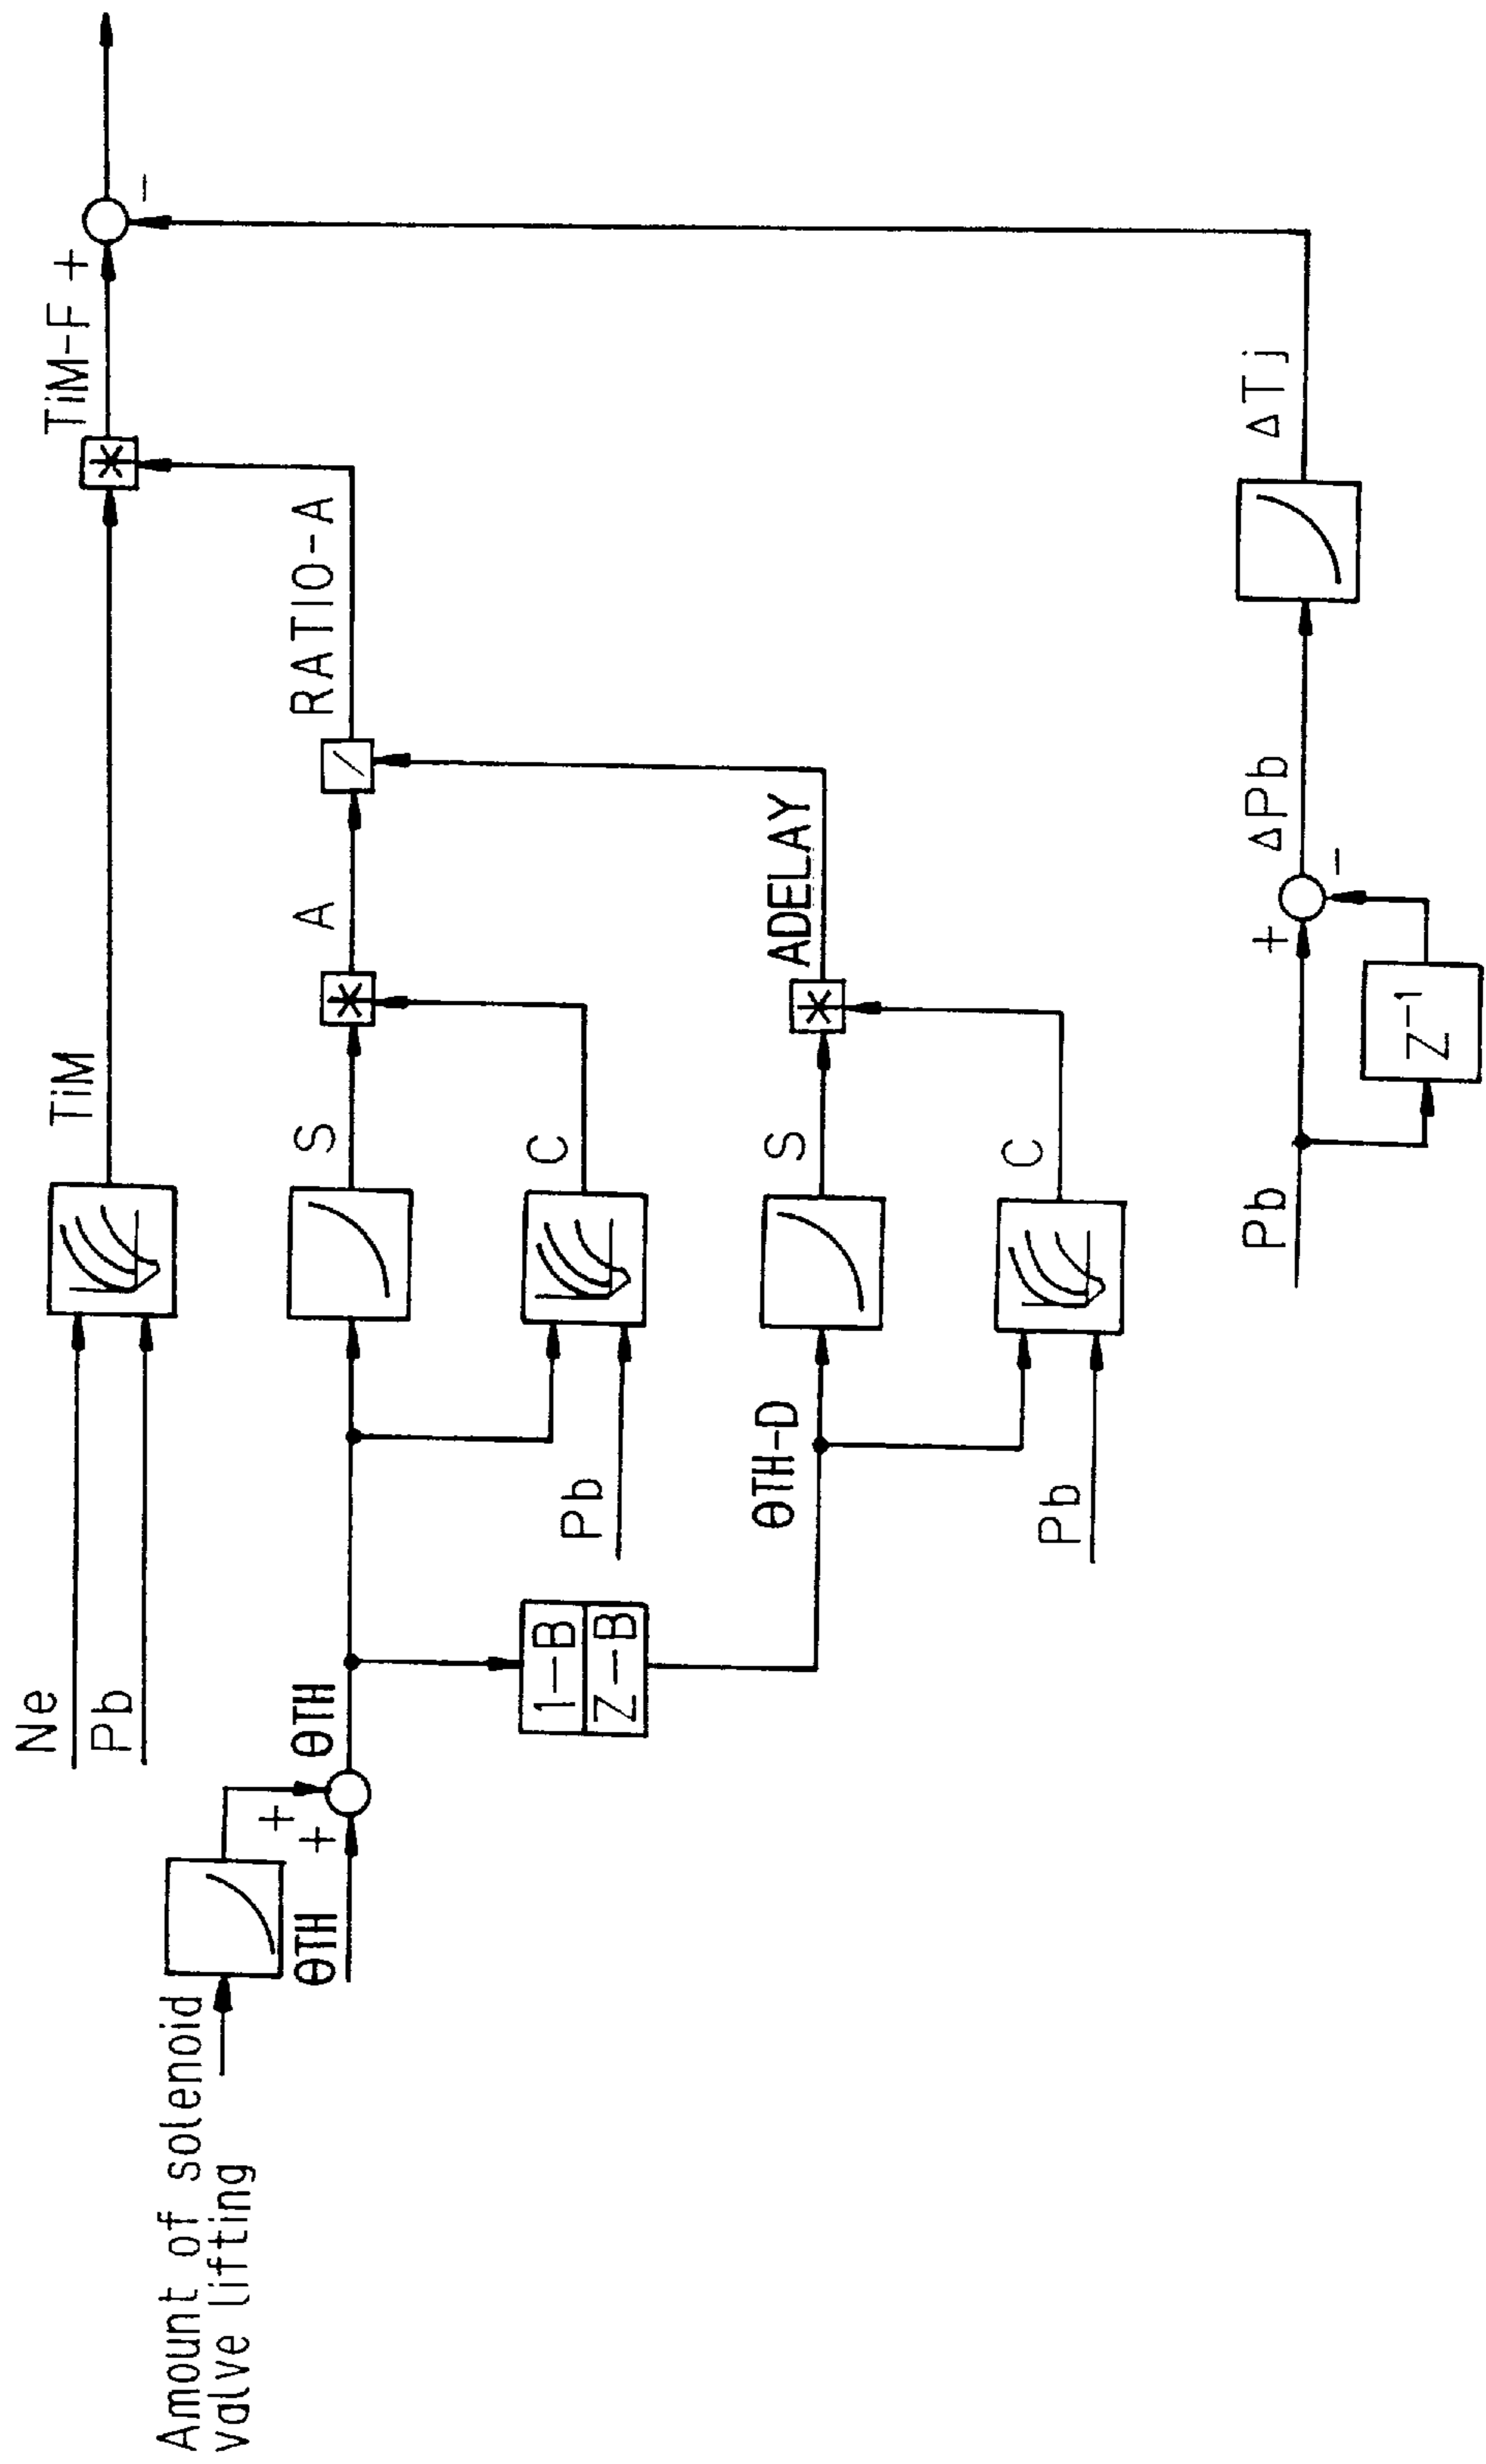 Amount of solenoid
valve lifting
+
+
θTH
θTH
Ne
Pb
TiM
TiM-F
+
-
S
A
RATIO-A
*
*
/
Pb
C
1-B
Z-B
θTH-D
S
ADELAY
*
Pb
C
Pb
+
-
Z-1
ΔPb
ΔTj